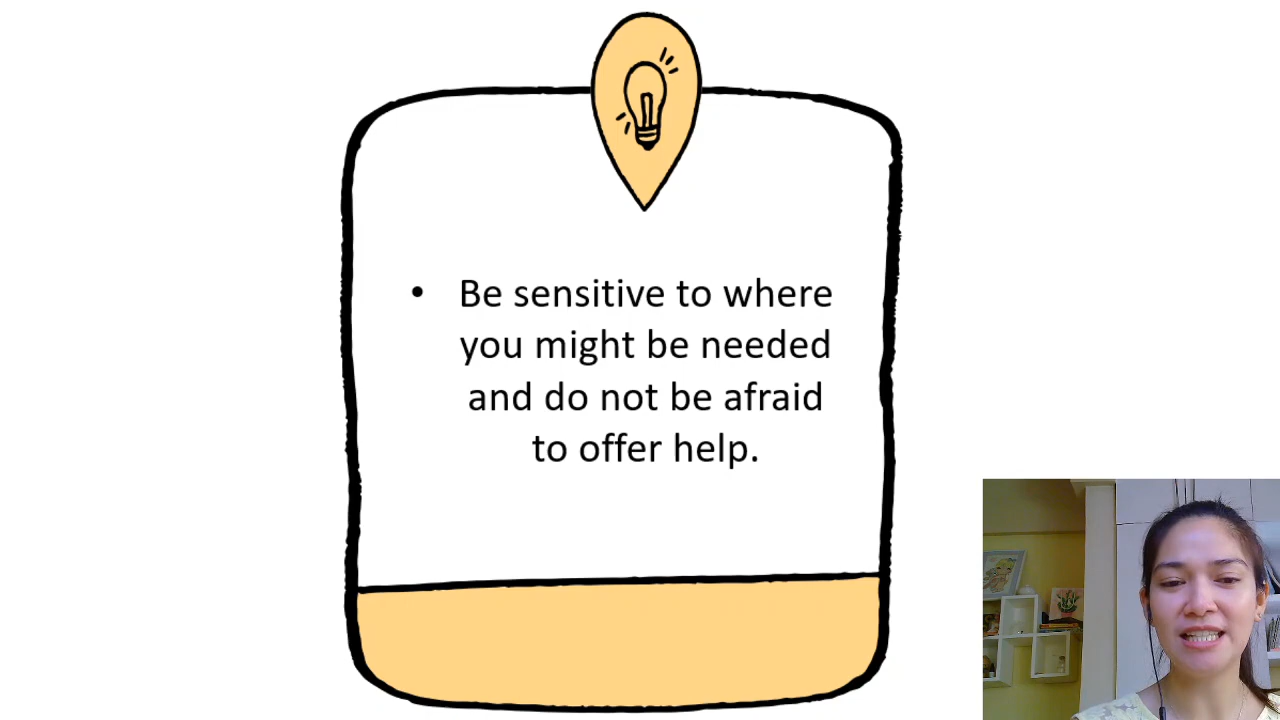 • Be sensitive to where
you might be needed
and do not be afraid
to offer help.